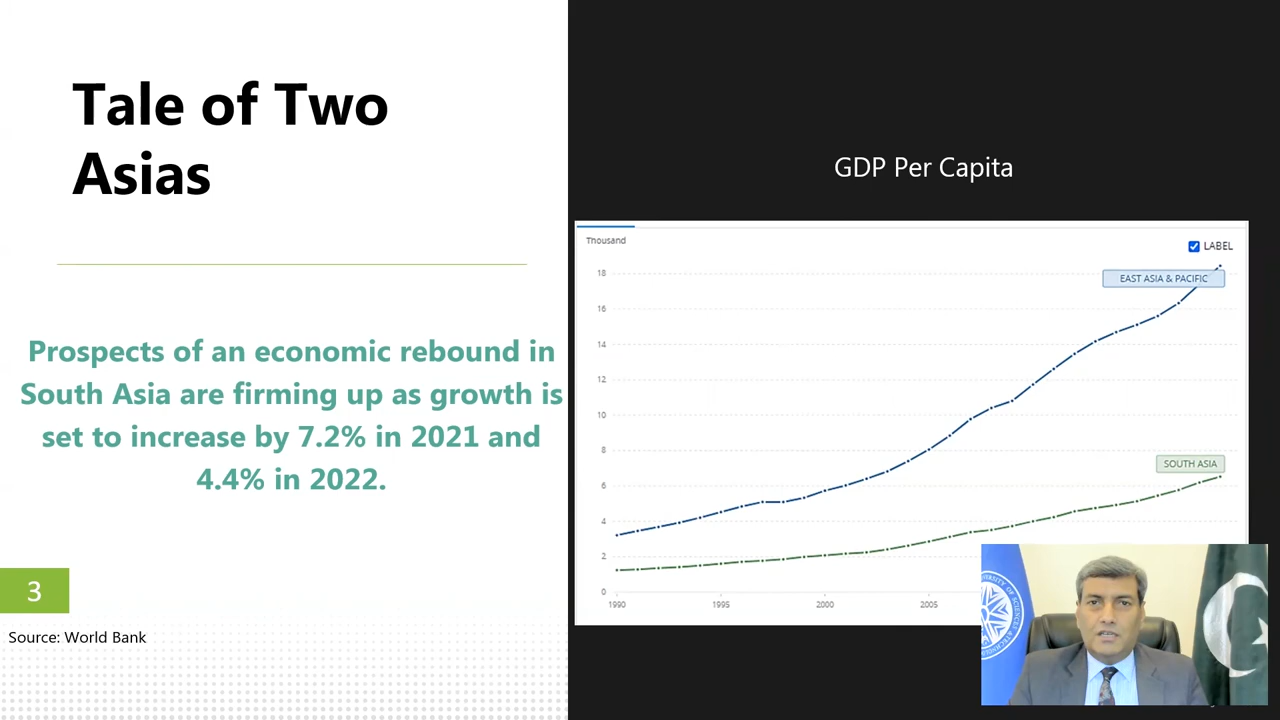 Tale of Two
Asias
Prospects of an economic rebound in
South Asia are firming up as growth is
set to increase by 7.2% in 2021 and
4.4% in 2022.
3
Source: World Bank
GDP Per Capita
Thousand
LABEL
18
EAST ASIA & PACIFIC
16
14
12
10
8
SOUTH ASIA
6
4
2
0
1990
1995
2000
2005
OF SCIENCES &